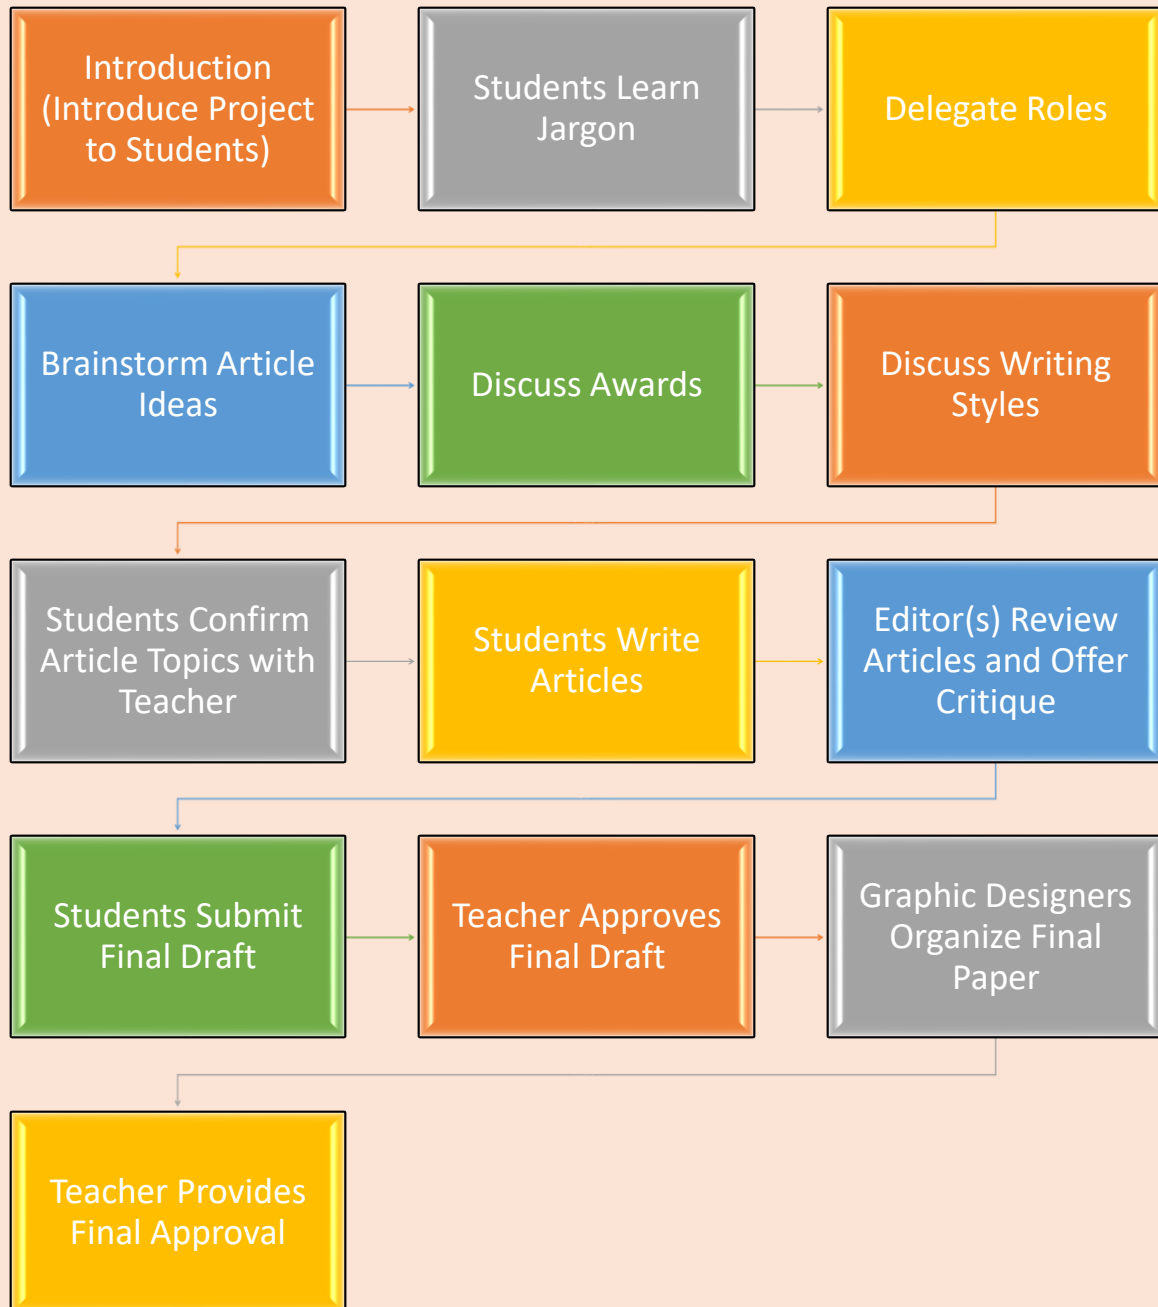 Introduction
(Introduce Project
to Students)
Students Learn
Jargon
Delegate Roles
Brainstorm Article
Ideas
Discuss Awards
Discuss Writing
Styles
Students Confirm
Article Topics with
Teacher
Students Write
Articles
Editor(s) Review
Articles and Offer
Critique
Students Submit
Final Draft
Teacher Approves
Final Draft
Graphic Designers
Organize Final
Paper
Teacher Provides
Final Approval